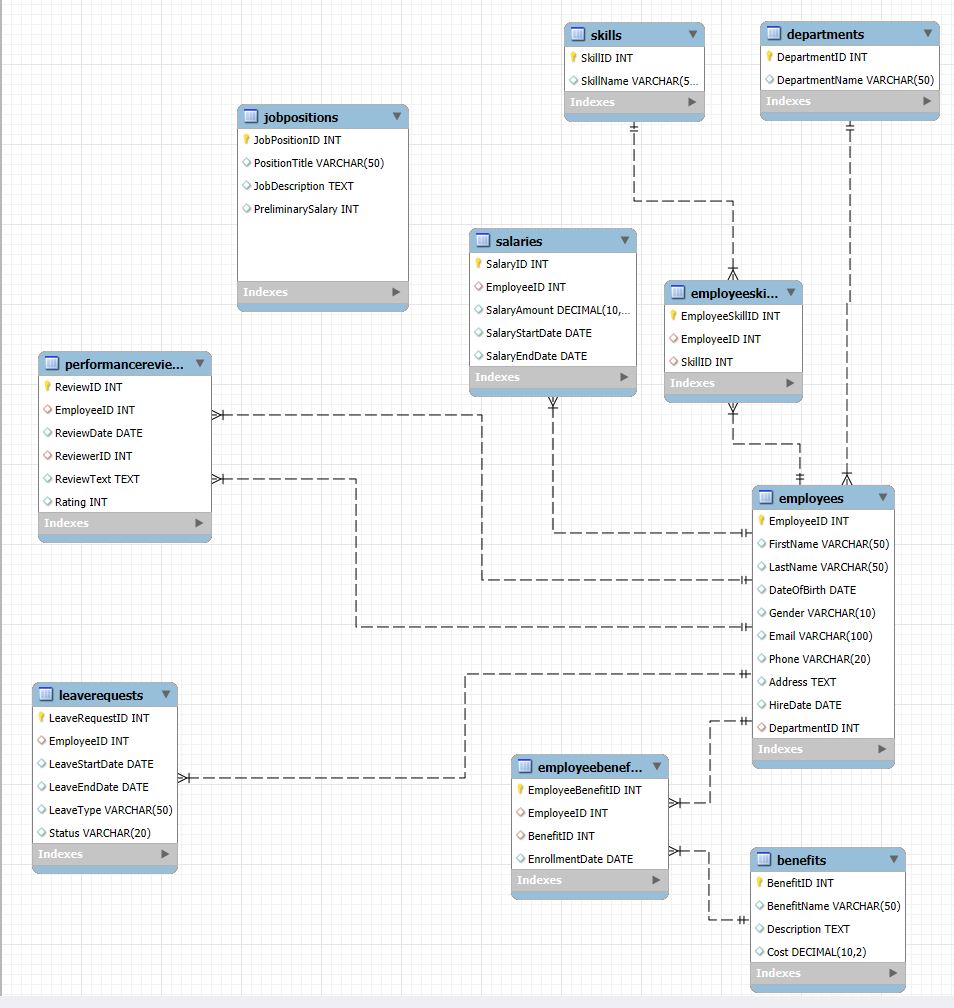 skills
SkillID INT
SkillName VARCHAR(5...
Indexes
departments
DepartmentID INT
DepartmentName VARCHAR(50)
Indexes
jobpositions
JobPositionID INT
PositionTitle VARCHAR(50)
JobDescription TEXT
PreliminarySalary INT
Indexes
salaries
SalaryID INT
EmployeeID INT
SalaryAmount DECIMAL(10,...
SalaryStartDate DATE
SalaryEndDate DATE
Indexes
employeeski...
EmployeeSkillID INT
EmployeeID INT
SkillID INT
Indexes
performancerevie...
ReviewID INT
EmployeeID INT
ReviewDate DATE
ReviewerID INT
ReviewText TEXT
Rating INT
Indexes
employees
EmployeeID INT
FirstName VARCHAR(50)
LastName VARCHAR(50)
DateOfBirth DATE
Gender VARCHAR(10)
Email VARCHAR(100)
Phone VARCHAR(20)
Address TEXT
HireDate DATE
DepartmentID INT
Indexes
leaverequests
LeaveRequestID INT
EmployeeID INT
LeaveStartDate DATE
LeaveEndDate DATE
LeaveType VARCHAR(50)
Status VARCHAR(20)
Indexes
employeebenef...
EmployeeBenefitID INT
EmployeeID INT
BenefitID INT
EnrollmentDate DATE
Indexes
benefits
BenefitID INT
BenefitName VARCHAR(50)
Description TEXT
Cost DECIMAL(10,2)
Indexes